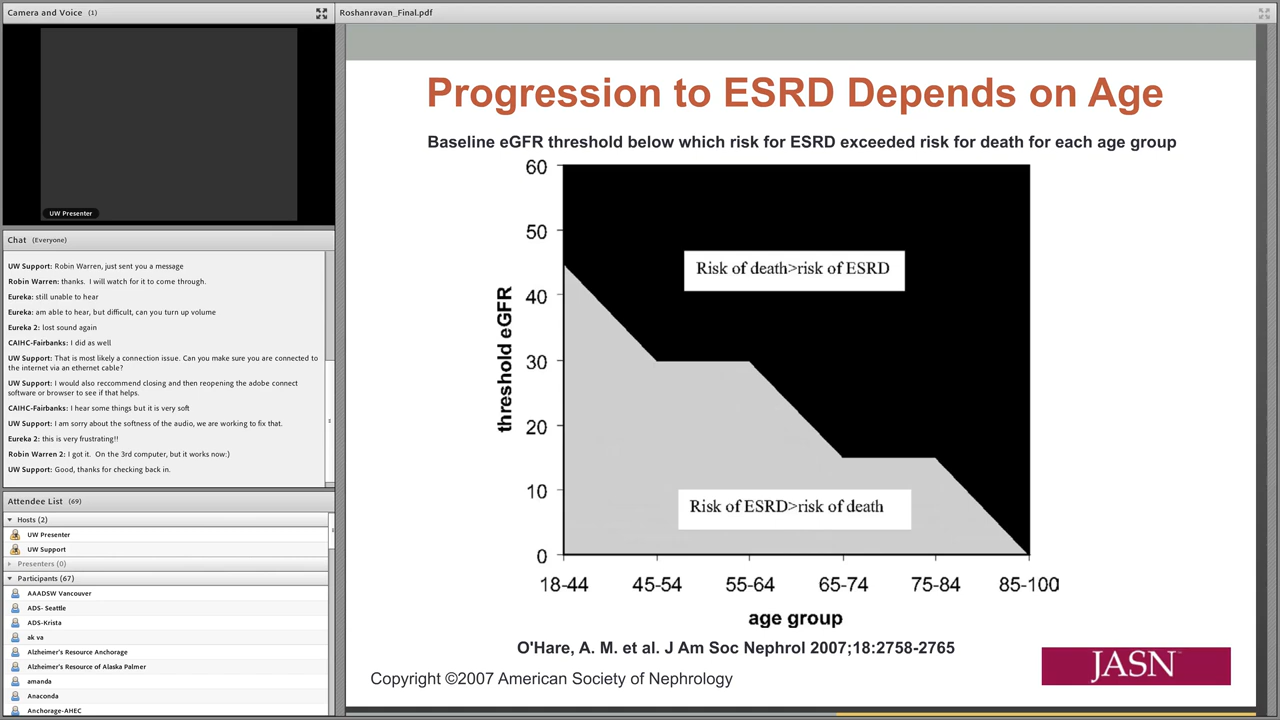 Camera and Voice (1)
UW Presenter
Chat (Everyone)
UW Support: Robin Warren, just sent you a message
Robin Warren: thanks. I will watch for it to come through.
Eureka: still unable to hear
Eureka: am able to hear, but difficult, can you turn up volume
Eureka 2: lost sound again
CAIHC-Fairbanks: I did as well
UW Support: That is most likely a connection issue. Can you make sure you are connected to
the internet via an ethernet cable?
UW Support: I would also reccommend closing and then reopening the adobe connect
software or browser to see if that helps.
CAIHC-Fairbanks: I hear some things but it is very soft
UW Support: I am sorry about the softness of the audio, we are working to fix that.
Eureka 2: this is very frustrating!!
Robin Warren 2: I got it. On the 3rd computer, but it works now:)
UW Support: Good, thanks for checking back in.
Attendee List (69)
Hosts (2)
UW Presenter
UW Support
Presenters (0)
Participants (67)
AAADSW Vancouver
ADS- Seattle
ADS-Krista
ak va
Alzheimer's Resource Anchorage
Alzheimer's Resource of Alaska Palmer
amanda
Anaconda
Anchorage-AHEC
Roshanravan_Final.pdf
Progression to ESRD Depends on Age
Baseline eGFR threshold below which risk for ESRD exceeded risk for death for each age group
60
50
40
30
20
10
0
threshold eGFR
Risk of death>risk of ESRD
Risk of ESRD>risk of death
18-44 45-54 55-64 65-74 75-84 85-100
age group
O'Hare, A. M. et al. J Am Soc Nephrol 2007;18:2758-2765
Copyright ©2007 American Society of Nephrology
JASN™